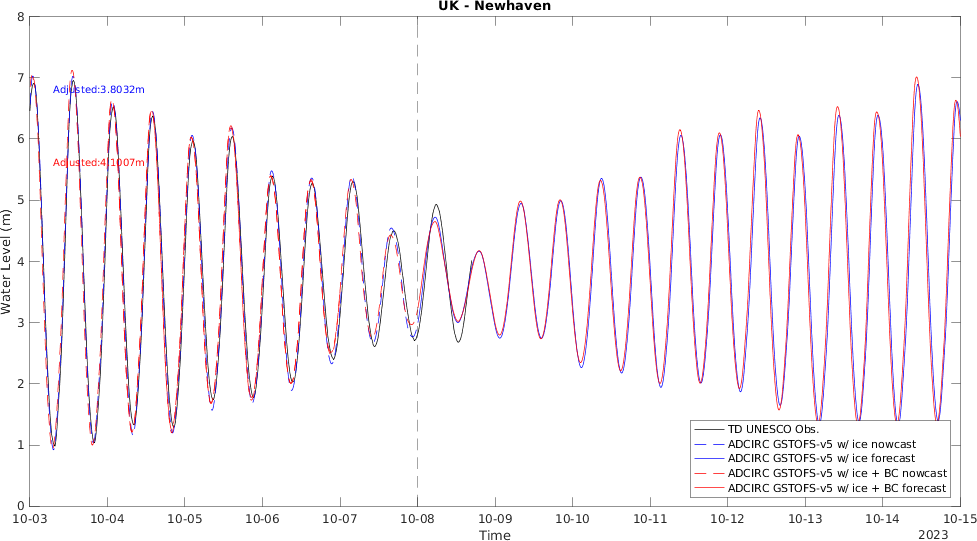 UK - Newhaven
8
7
6
5
4
3
2
1
0
Water Level (m)
Adjusted:3.8032m
Adjusted:4.1007m
TD UNESCO Obs.
ADCIRC GSTOFS-v5 w/ ice nowcast
ADCIRC GSTOFS-v5 w/ ice forecast
ADCIRC GSTOFS-v5 w/ ice + BC nowcast
ADCIRC GSTOFS-v5 w/ ice + BC forecast
10-03 10-04 10-05 10-06 10-07 10-08 10-09 10-10 10-11 10-12 10-13 10-14 10-15
Time
2023